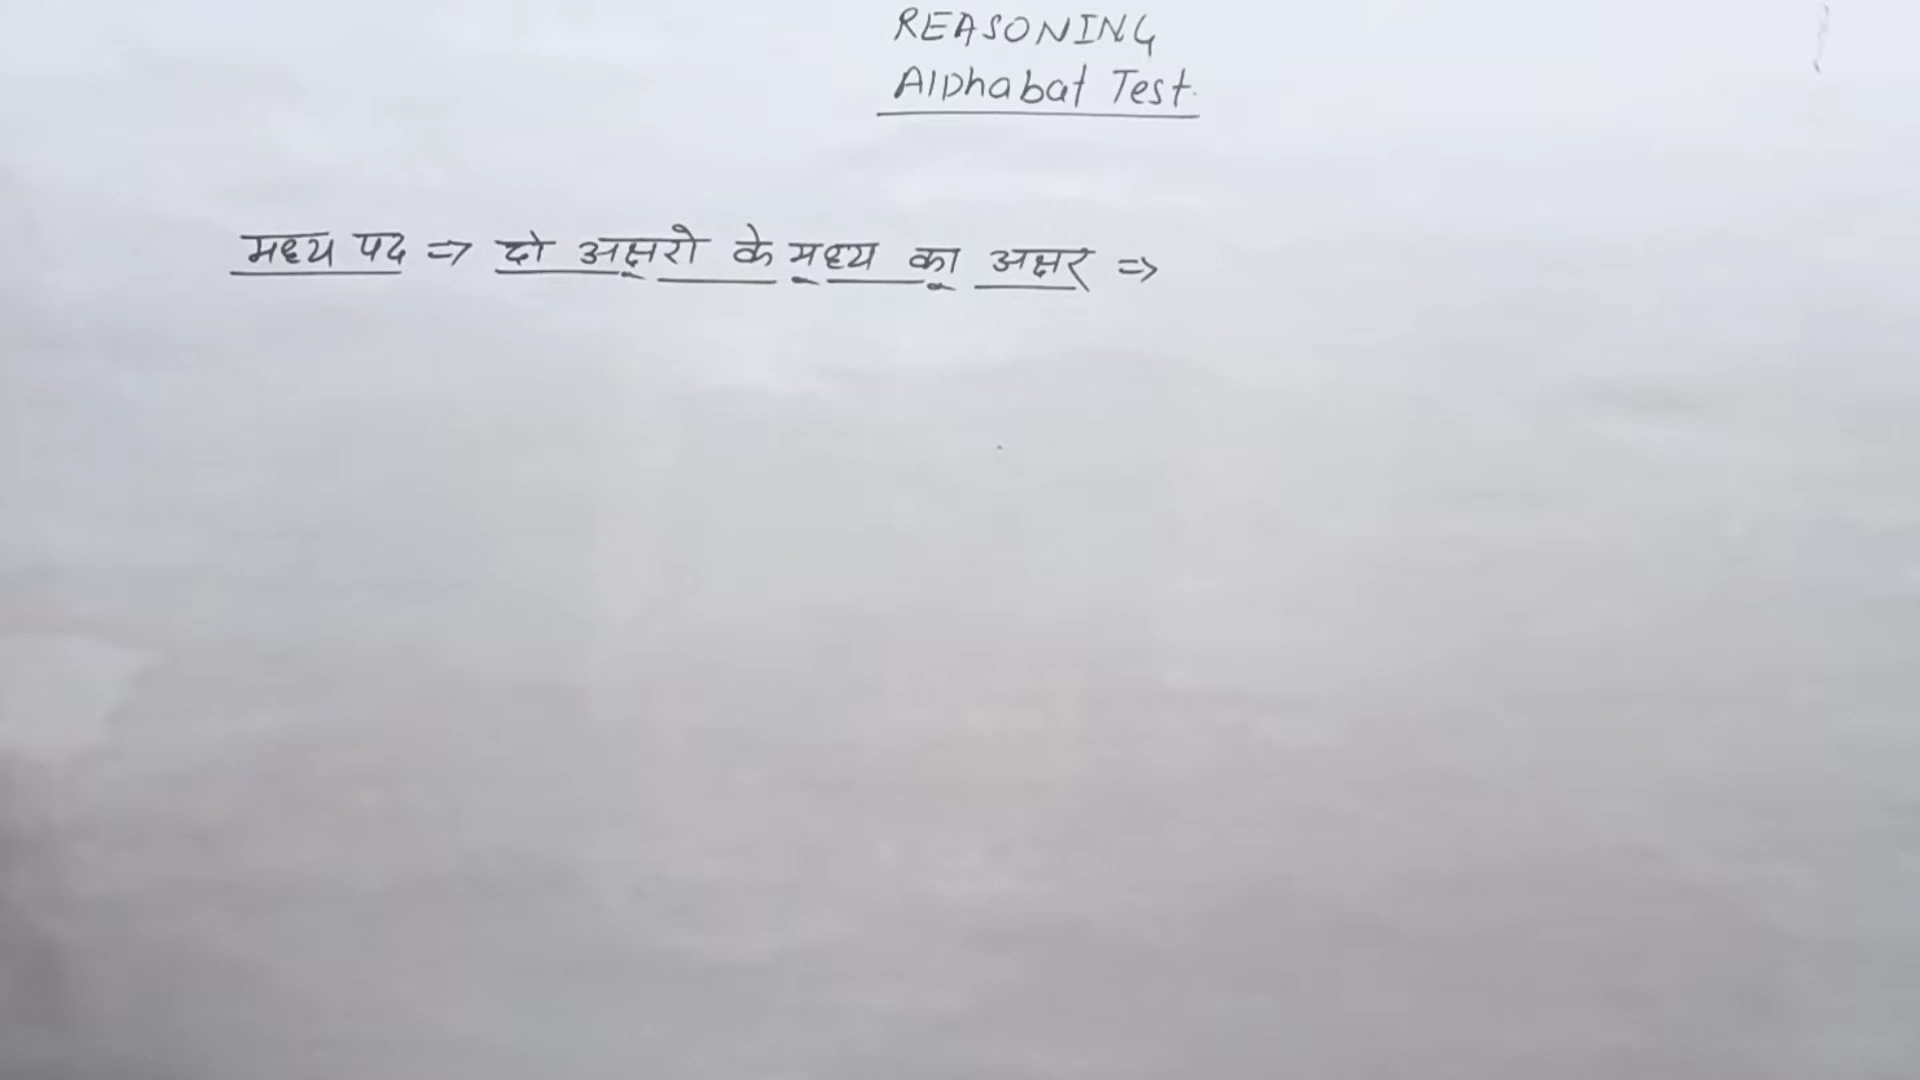 REASONING
Alphabat Test.
मध्य पद => दो अक्षरो के मध्य का अक्षर =>